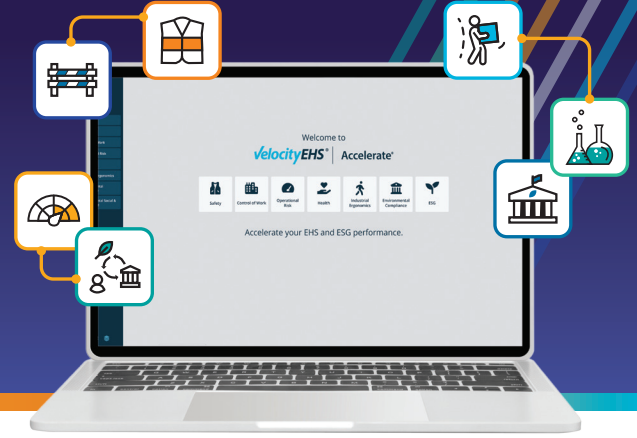 Welcome to
VelocityEHS® | Accelerate®
Safety
Control of Work
Operational
Risk
Health
Industrial
Ergonomics
Environmental
Compliance
ESG
Accelerate your EHS and ESG performance.